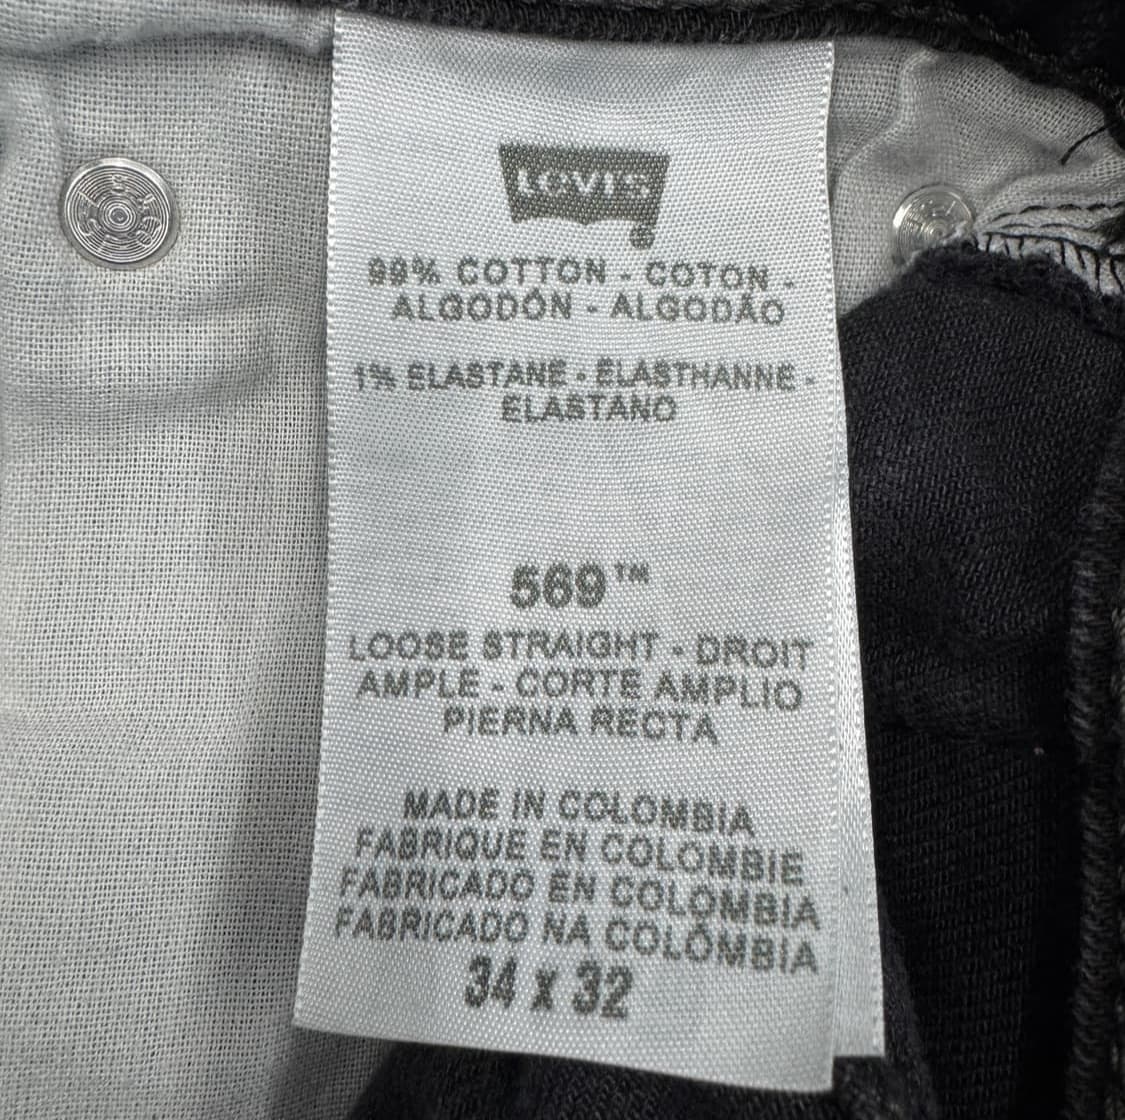 LEVI'S
99% COTTON - COTON -
ALGODÓN - ALGODÃO
1% ELASTANE - ÉLASTHANNE -
ELASTANO
569™
LOOSE STRAIGHT - DROIT
AMPLE - CORTE AMPLIO
PIERNA RECTA
MADE IN COLOMBIA
FABRIQUÉ EN COLOMBIE
FABRICADO EN COLOMBIA
FABRICADO NA COLÔMBIA
34 x 32